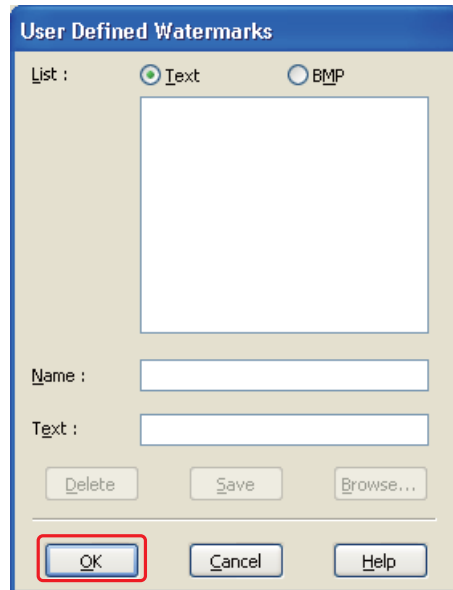 User Defined Watermarks
List : Text BMP
Name :
Text :
Delete Save Browse...
OK Cancel Help